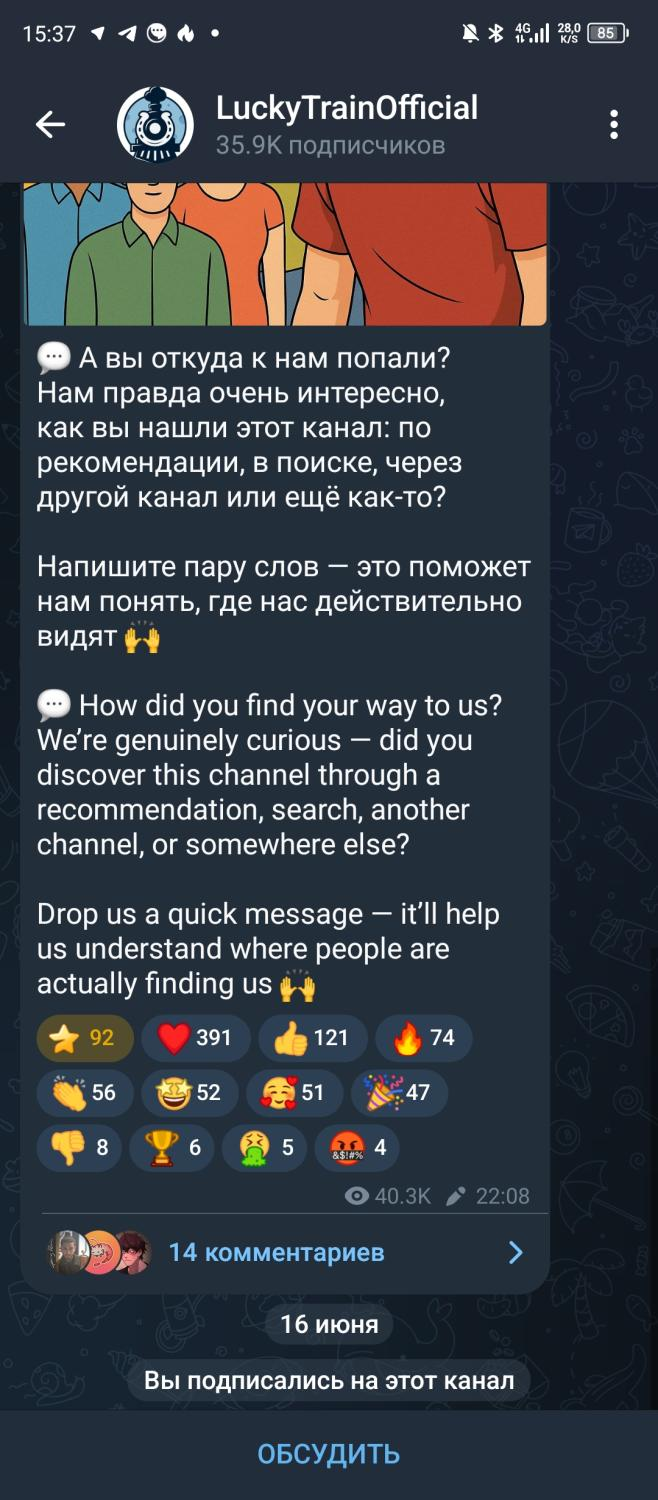 15:37
4G
28,0
K/S
85
LuckyTrainOfficial
35.9K подписчиков
💬 А вы откуда к нам попали?
Нам правда очень интересно,
как вы нашли этот канал: по
рекомендации, в поиске, через
другой канал или ещё как-то?
Напишите пару слов — это поможет
нам понять, где нас действительно
видят 🙌
💬 How did you find your way to us?
We’re genuinely curious — did you
discover this channel through a
recommendation, search, another
channel, or somewhere else?
Drop us a quick message — it’ll help
us understand where people are
actually finding us 🙌
⭐ 92 ❤️ 391 👍 121 🔥 74
👏 56 🤩 52 🥰 51 🎉 47
👎 8 🏆 6 🤮 5 🤬 4
40.3K 22:08
14 комментариев
16 июня
Вы подписались на этот канал
ОБСУДИТЬ